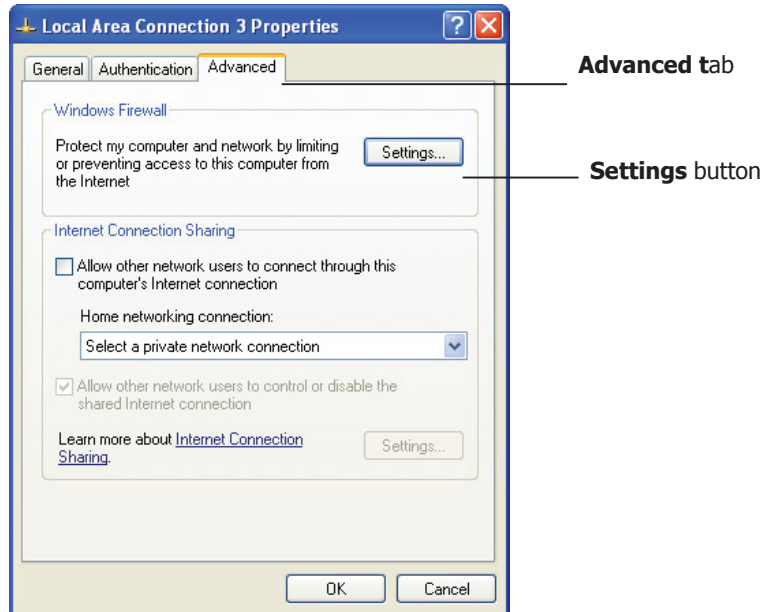 Local Area Connection 3 Properties
General Authentication Advanced
Advanced tab
Windows Firewall
Protect my computer and network by limiting
or preventing access to this computer from
the Internet
Settings...
Settings button
Internet Connection Sharing
Allow other network users to connect through this
computer's Internet connection
Home networking connection:
Select a private network connection
Allow other network users to control or disable the
shared Internet connection
Learn more about Internet Connection
Sharing.
Settings...
OK Cancel